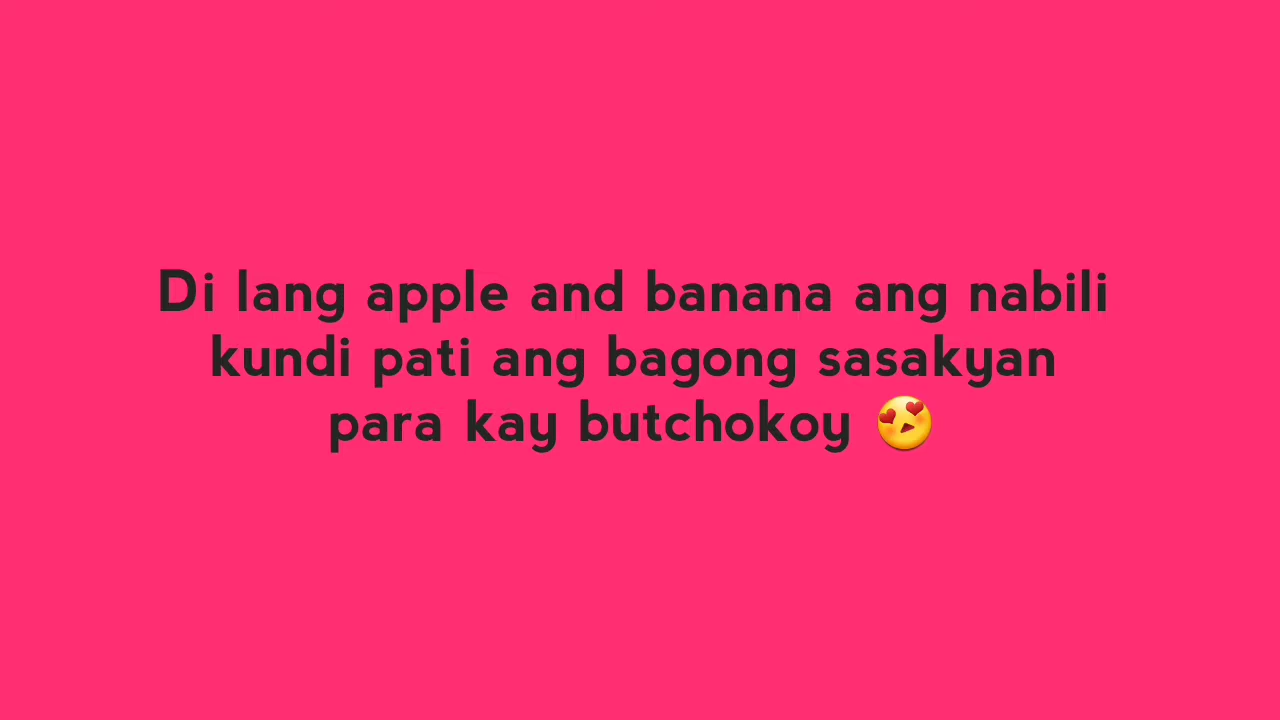 Di lang apple and banana ang nabili
kundi pati ang bagong sasakyan
para kay butchokoy 😍